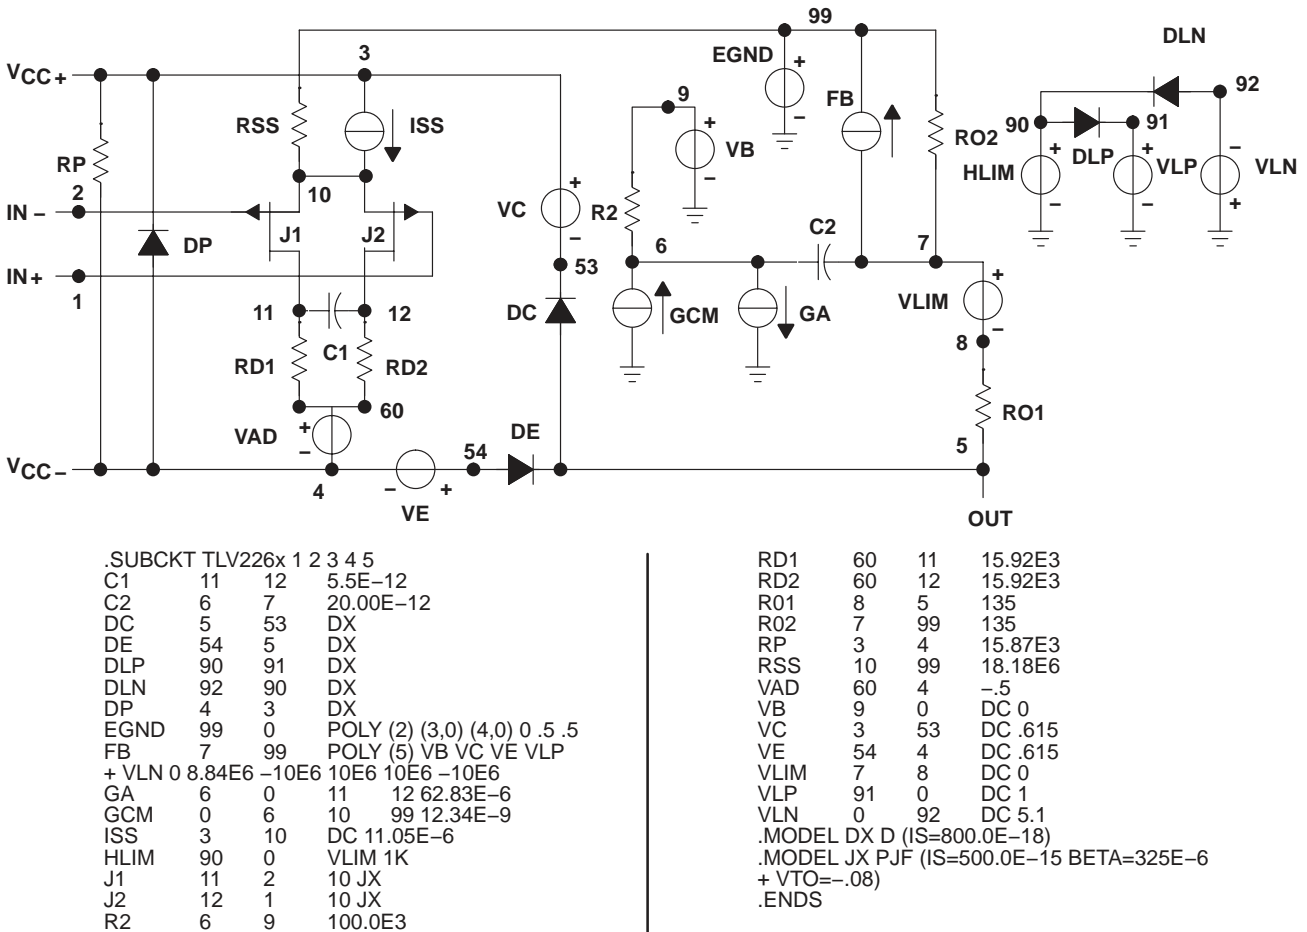 99
DLN
3
EGND
+
VCC+
92
9
FB
RSS
ISS
+
90
91
RO2
RP
VB
+
DLP
+
–
2
10
–
HLIM
VLP
VLN
IN –
VC
+
R2
–
–
+
C2
J1
J2
–
6
7
DP
IN+
53
+
1
VLIM
11
12
DC
GCM
GA
–
8
C1
RD1
RD2
60
RO1
VAD
+
DE
–
54
5
VCC–
4
–
+
VE
OUT
.SUBCKT TLV226x 1 2 3 4 5
C1 11 12 5.5E–12
C2 6 7 20.00E–12
DC 5 53 DX
DE 54 5 DX
DLP 90 91 DX
DLN 92 90 DX
DP 4 3 DX
EGND 99 0 POLY (2) (3,0) (4,0) 0 .5 .5
FB 7 99 POLY (5) VB VC VE VLP
+ VLN 0 8.84E6 –10E6 10E6 10E6 –10E6
GA 6 0 11 12 62.83E–6
GCM 0 6 10 99 12.34E–9
ISS 3 10 DC 11.05E–6
HLIM 90 0 VLIM 1K
J1 11 2 10 JX
J2 12 1 10 JX
R2 6 9 100.0E3
RD1 60 11 15.92E3
RD2 60 12 15.92E3
R01 8 5 135
R02 7 99 135
RP 3 4 15.87E3
RSS 10 99 18.18E6
VAD 60 4 –.5
VB 9 0 DC 0
VC 3 53 DC .615
VE 54 4 DC .615
VLIM 7 8 DC 0
VLP 91 0 DC 1
VLN 0 92 DC 5.1
.MODEL DX D (IS=800.0E–18)
.MODEL JX PJF (IS=500.0E–15 BETA=325E–6
+ VTO=–.08)
.ENDS